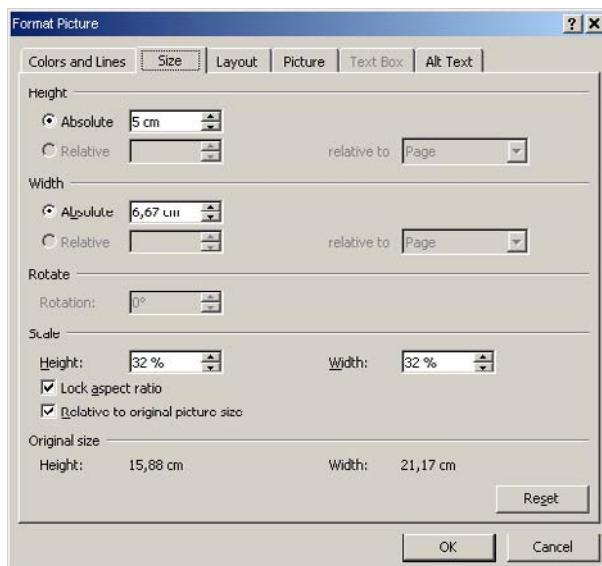 Format Picture
Colors and Lines Size Layout Picture Text Box Alt Text
Height
Absolute 5 cm
Relative relative to Page
Width
Absolute 6,67 cm
Relative relative to Page
Rotate
Rotation: 0°
Scale
Height: 32 % Width: 32 %
Lock aspect ratio
Relative to original picture size
Original size
Height: 15,88 cm Width: 21,17 cm
Reset
OK Cancel